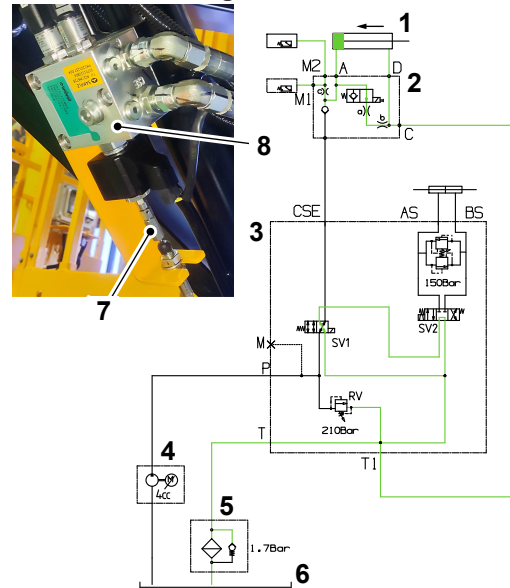 1
M2
A
D
2
M1
a
a
b
C
8
CSE
AS
BS
3
150Bar
7
SV1
SV2
M
P
RV
210Bar
T
T1
4
M
4cc
5
1.7Bar
6